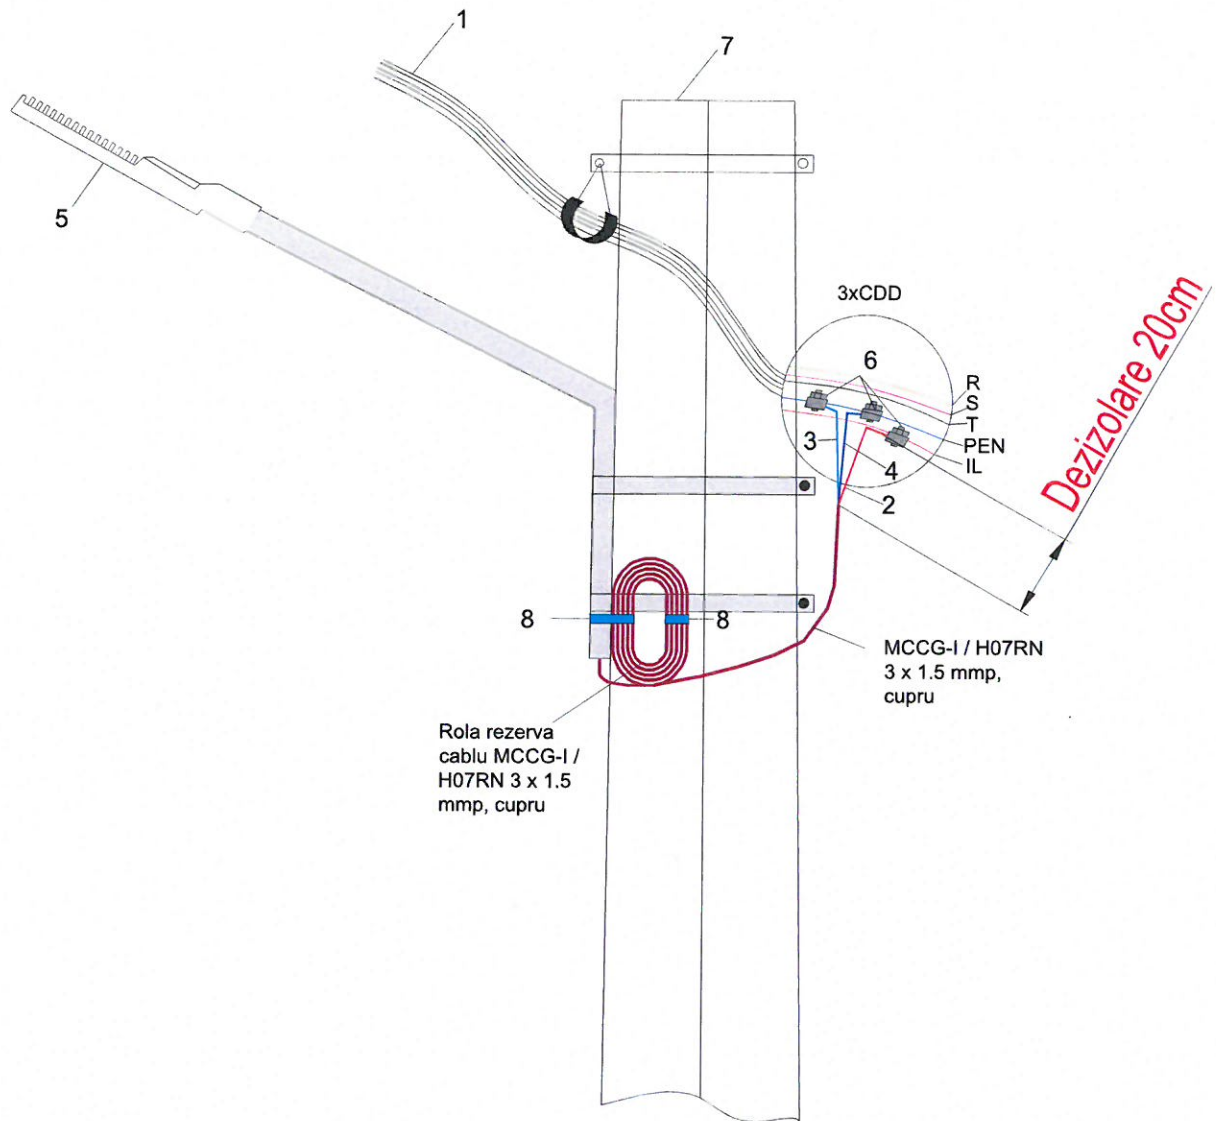 1
7
5
3xCDD
6
R
S
T
PEN
IL
3
4
2
Dezizolare 20cm
8
8
MCCG-I / H07RN
3 x 1.5 mmp,
cupru
Rola rezerva
cablu MCCG-I /
H07RN 3 x 1.5
mmp, cupru